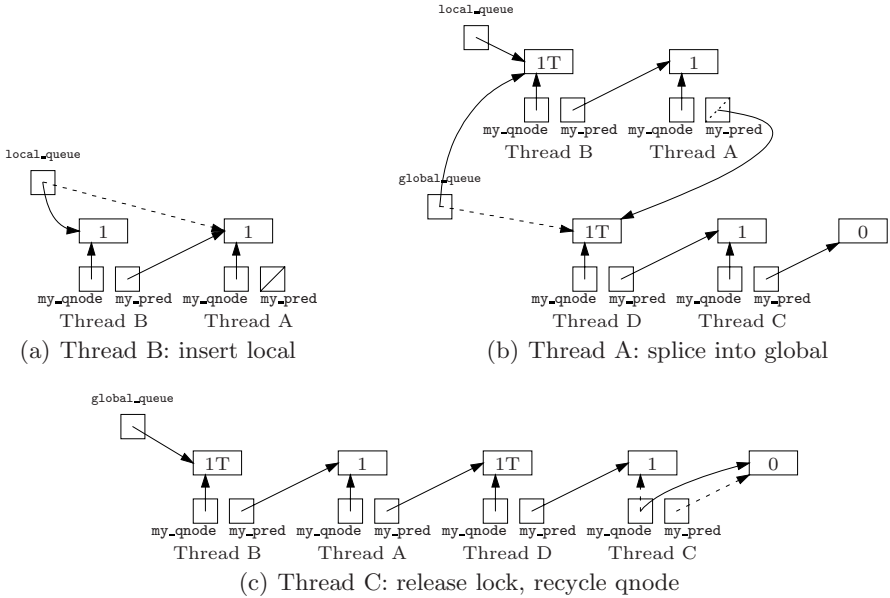 local_queue
1T
1
my_qnode
my_pred
my_qnode
my_pred
Thread B
Thread A
local_queue
global_queue
1
1
1T
1
0
my_qnode
my_pred
my_qnode
my_pred
my_qnode
my_pred
my_qnode
my_pred
Thread B
Thread A
Thread D
Thread C
(a) Thread B: insert local
(b) Thread A: splice into global
global_queue
1T
1
1T
1
0
my_qnode
my_pred
my_qnode
my_pred
my_qnode
my_pred
my_qnode
my_pred
Thread B
Thread A
Thread D
Thread C
(c) Thread C: release lock, recycle qnode